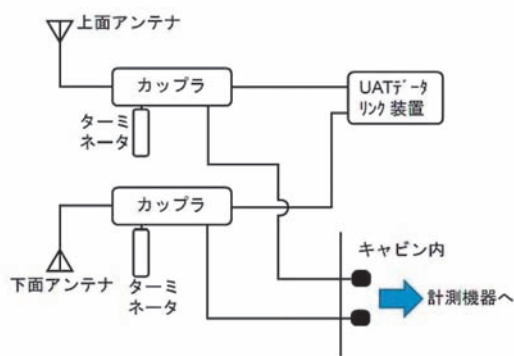 上面アンテナ
カップラ
UATﾃﾞｰﾀ
ﾘﾝｸ 装置
ターミ
ネータ
カップラ
キャビン内
下面アンテナ
ターミ
ネータ
計測機器へ